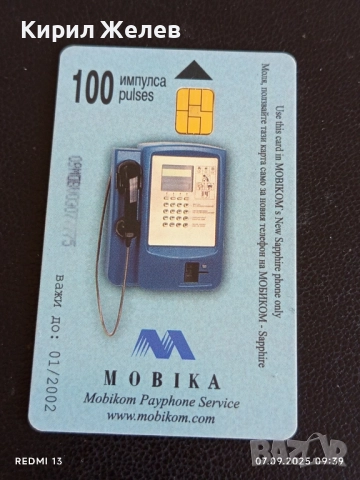 Кирил Желев
100 импулса
pulses
Use this card in MOBIKOM's New Sapphire phone only
Моля, ползвайте тази карта само за новия телефон на МОБИКОМ - Sapphire
важи до: 01/2002
MOBIKA
Mobikom Payphone Service
www.mobikom.com
REDMI 13
07.09.2025 09:39
bazar